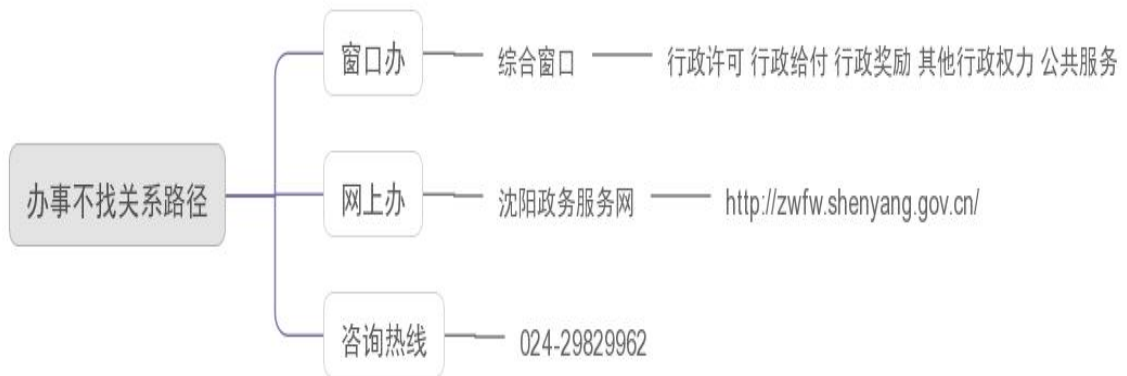 窗口办
综合窗口
行政许可 行政给付 行政奖励 其他行政权力 公共服务
办事不找关系路径
网上办
沈阳政务服务网
http://zwfw.shenyang.gov.cn/
咨询热线
024-29829962